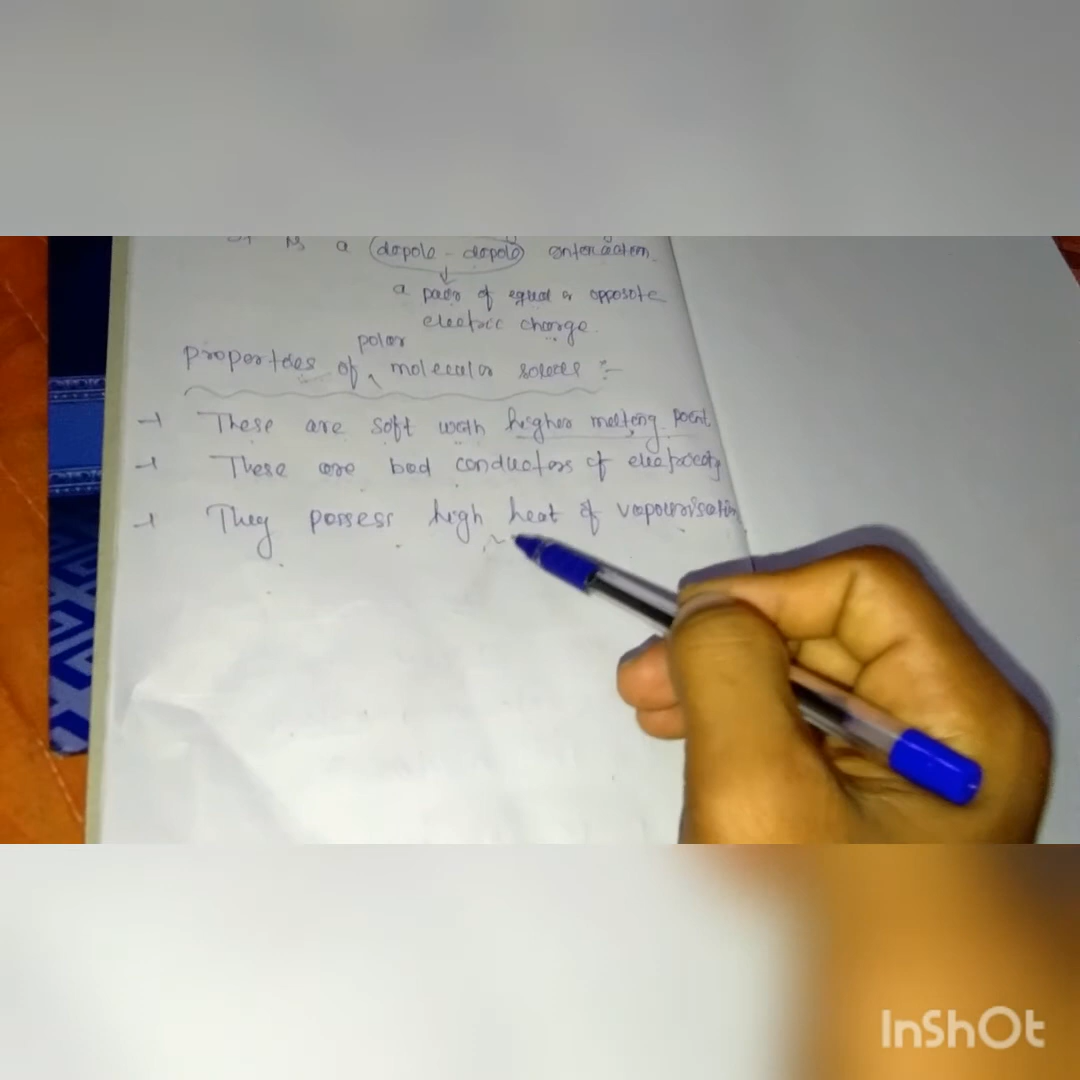 It is a dipole - dipole interaction.
a pair of equal & opposite
electric charge.
polar
properties of molecular solids :-
→ These are soft with higher melting point
→ These are bad conductors of electricity
→ They possess high heat of vapourisation
InShOt